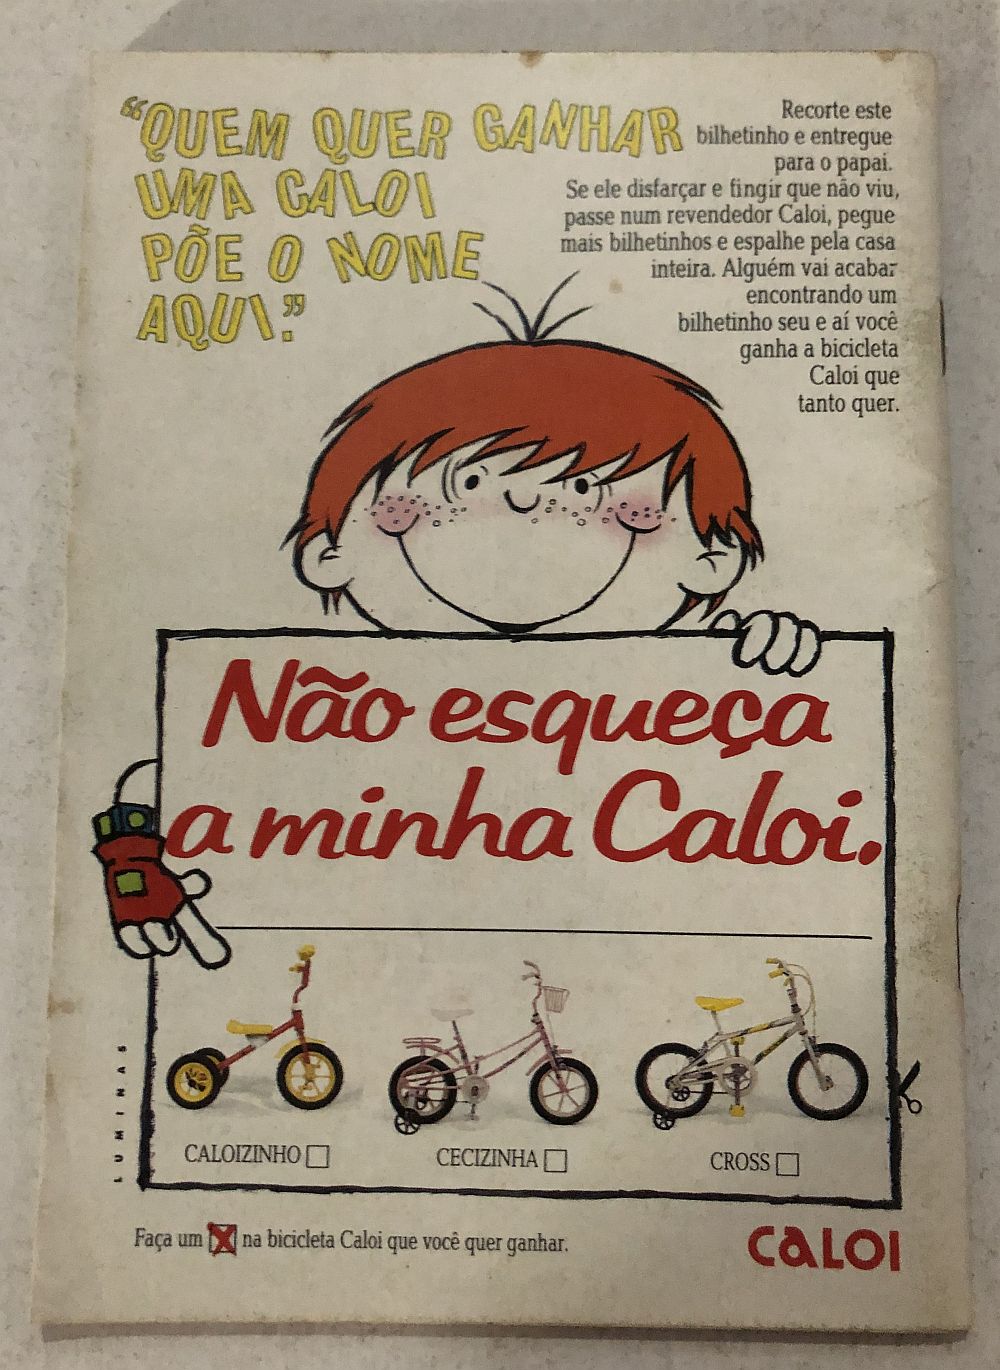 “QUEM QUER GANHAR
UMA CALOI
PÕE O NOME
AQUI.”
Recorte este
bilhetinho e entregue
para o papai.
Se ele disfarçar e fingir que não viu,
passe num revendedor Caloi, pegue
mais bilhetinhos e espalhe pela casa
inteira. Alguém vai acabar
encontrando um
bilhetinho seu e aí você
ganha a bicicleta
Caloi que
tanto quer.
Não esqueça
a minha Caloi.
CALOIZINHO
CECIZINHA
CROSS
LUMINAS
Faça um X na bicicleta Caloi que você quer ganhar.
CALOI